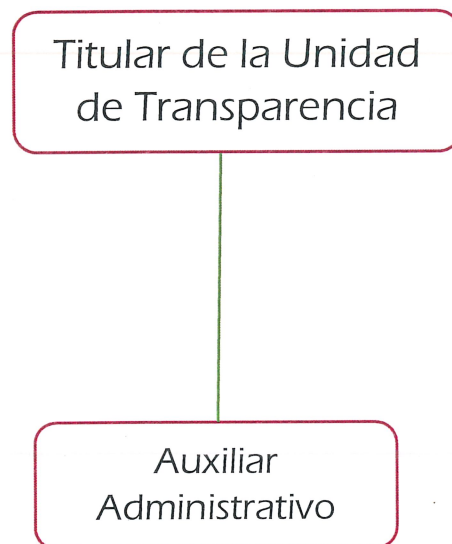 Titular de la Unidad
de Transparencia
Auxiliar
Administrativo